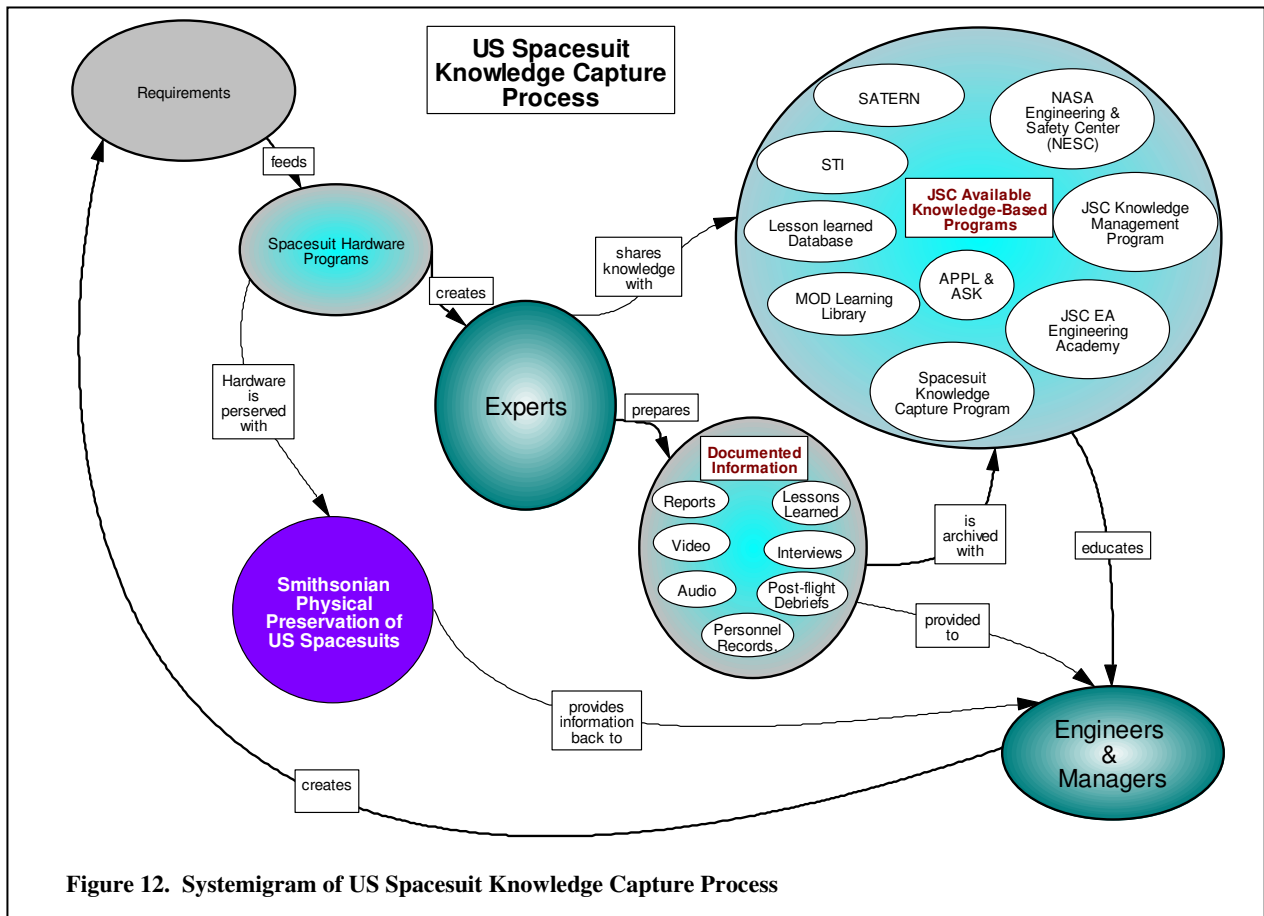 US Spacesuit
Knowledge Capture
Process
Requirements
feeds
Spacesuit Hardware
Programs
creates
Experts
shares
knowledge
with
SATERN
NASA
Engineering &
Safety Center
(NESC)
STI
JSC Available
Knowledge-Based
Programs
Lesson learned
Database
JSC Knowledge
Management
Program
APPL &
ASK
MOD Learning
Library
JSC EA
Engineering
Academy
Spacesuit
Knowledge
Capture Program
Hardware
is
perserved
with
prepares
Documented
Information
Reports
Lessons
Learned
Video
Interviews
Audio
Post-flight
Debriefs
Personnel
Records,
is
archived
with
educates
provided
to
Smithsonian
Physical
Preservation of
US Spacesuits
provides
information
back to
Engineers
&
Managers
creates
Figure 12. Systemigram of US Spacesuit Knowledge Capture Process